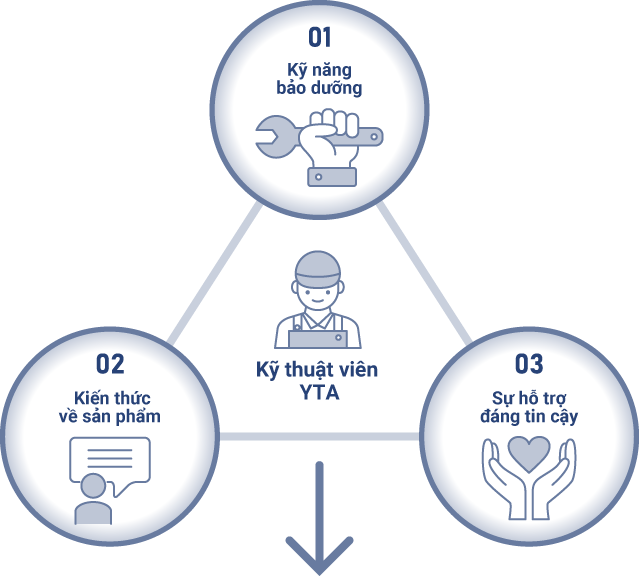 01
Kỹ năng
bảo dưỡng
Kỹ thuật viên
YTA
02
Kiến thức
về sản phẩm
03
Sự hỗ trợ
đáng tin cậy